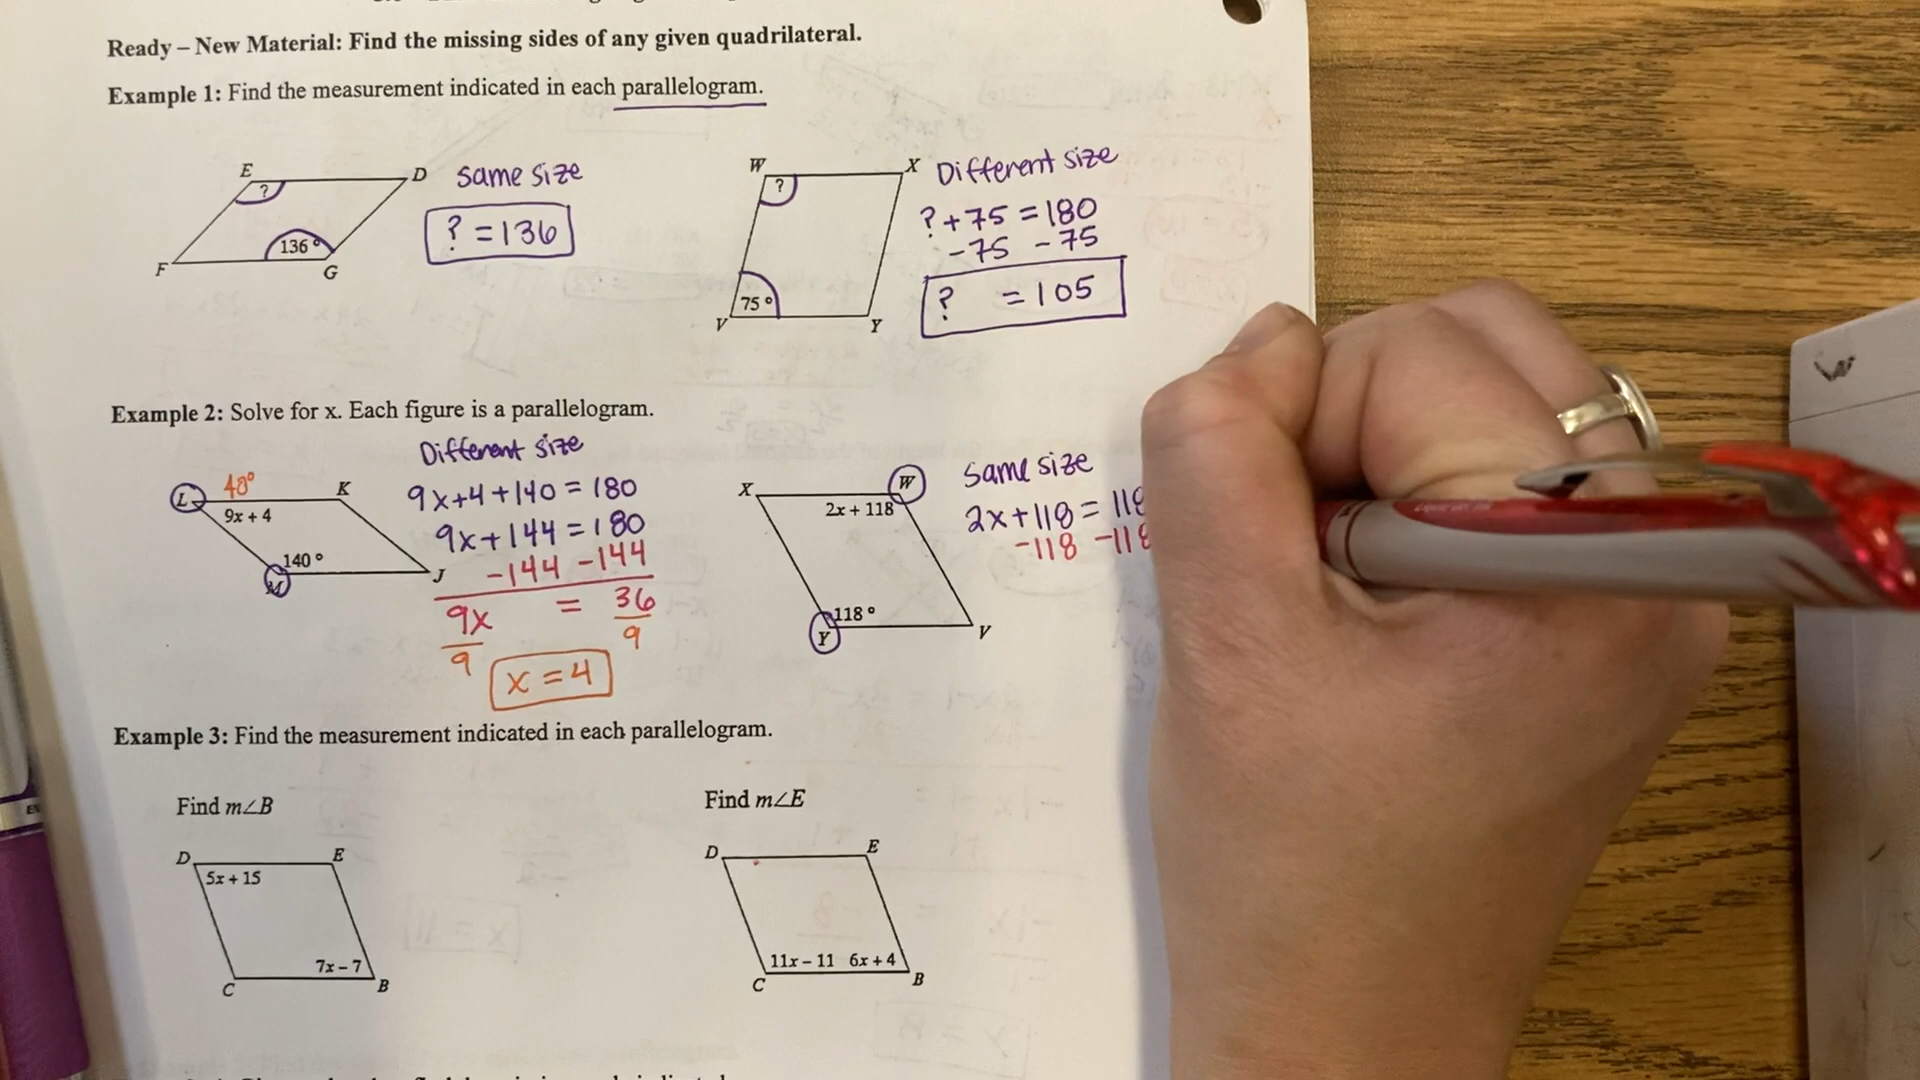 Ready – New Material: Find the missing sides of any given quadrilateral.
Example 1: Find the measurement indicated in each parallelogram.
E
D
?
136°
F
G
Same size
? = 136
W
X
?
75°
V
Y
Different size
? + 75 = 180
-75 -75
? = 105
Example 2: Solve for x. Each figure is a parallelogram.
L
40°
K
9x + 4
140°
M
J
Different size
9x+4+140 = 180
9x+144 = 180
-144 -144
9x = 36
9 9
x = 4
X
W
2x + 118
118°
Y
V
Same size
2x+118 = 118
-118 -118
Example 3: Find the measurement indicated in each parallelogram.
Find m∠B
D
E
5x + 15
7x – 7
C
B
Find m∠E
D
E
11x – 11 6x + 4
C
B